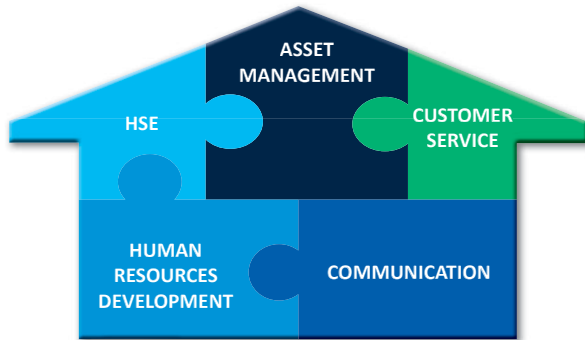 ASSET
MANAGEMENT
HSE
CUSTOMER
SERVICE
HUMAN
RESOURCES
DEVELOPMENT
COMMUNICATION